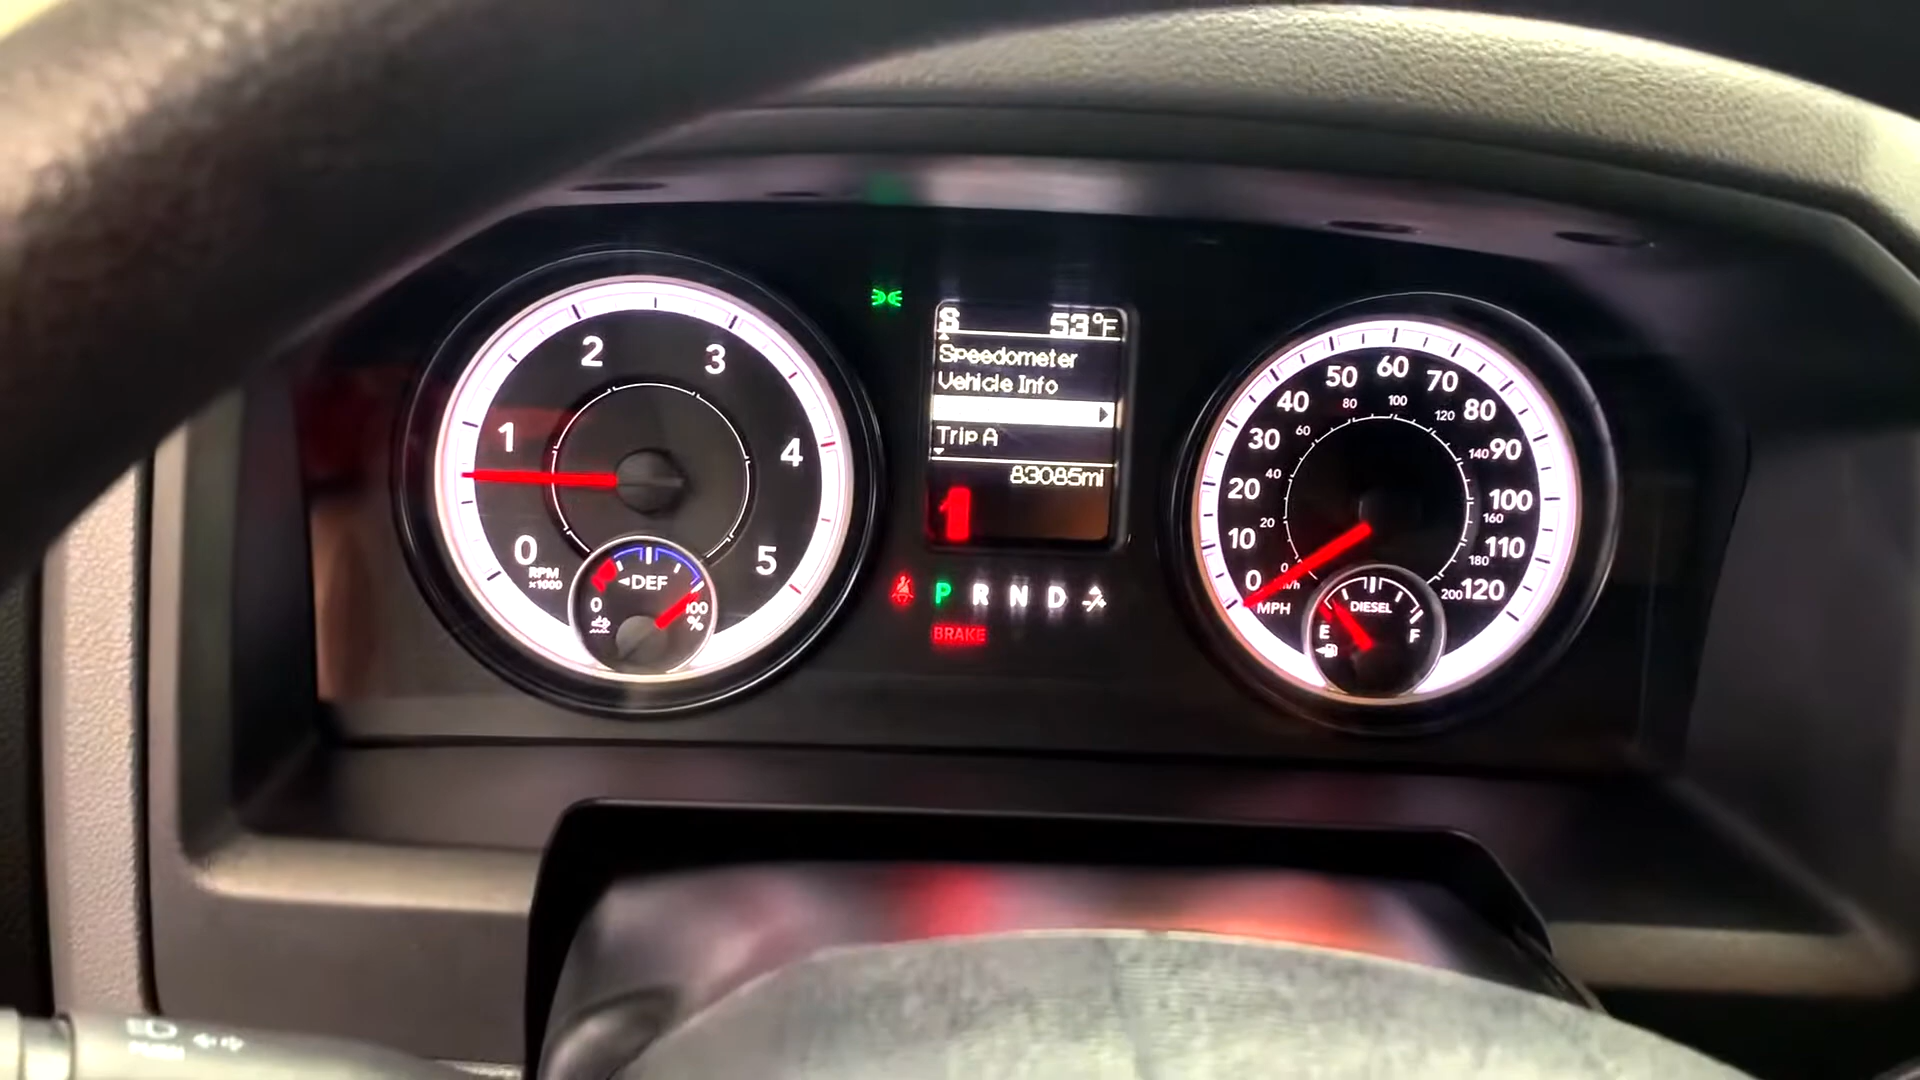 0 1 2 3 4 5
RPM
x1000
DEF
0 100
%
S 53°F
Speedometer
Vehicle Info
Trip A
83085mi
P R N D
BRAKE
0 10 20 30 40 50 60 70 80 90 100 110 120
MPH
0 20 40 60 80 100 120 140 160 180 200
DIESEL
E F